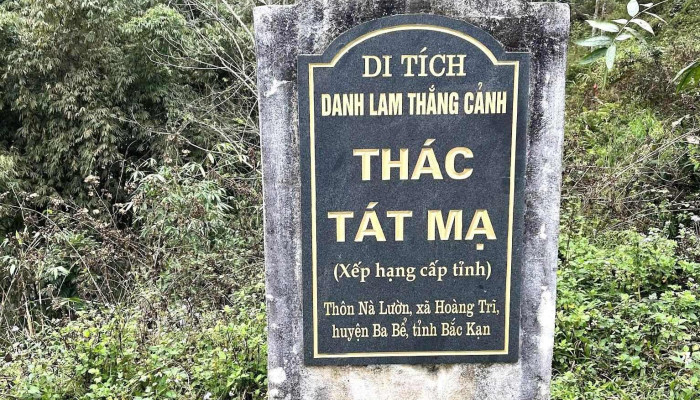 DI TÍCH
DANH LAM THẮNG CẢNH
THÁC
TÁT MẠ
(Xếp hạng cấp tỉnh)
Thôn Nà Lườn, xã Hoàng Trĩ,
huyện Ba Bể, tỉnh Bắc Kạn